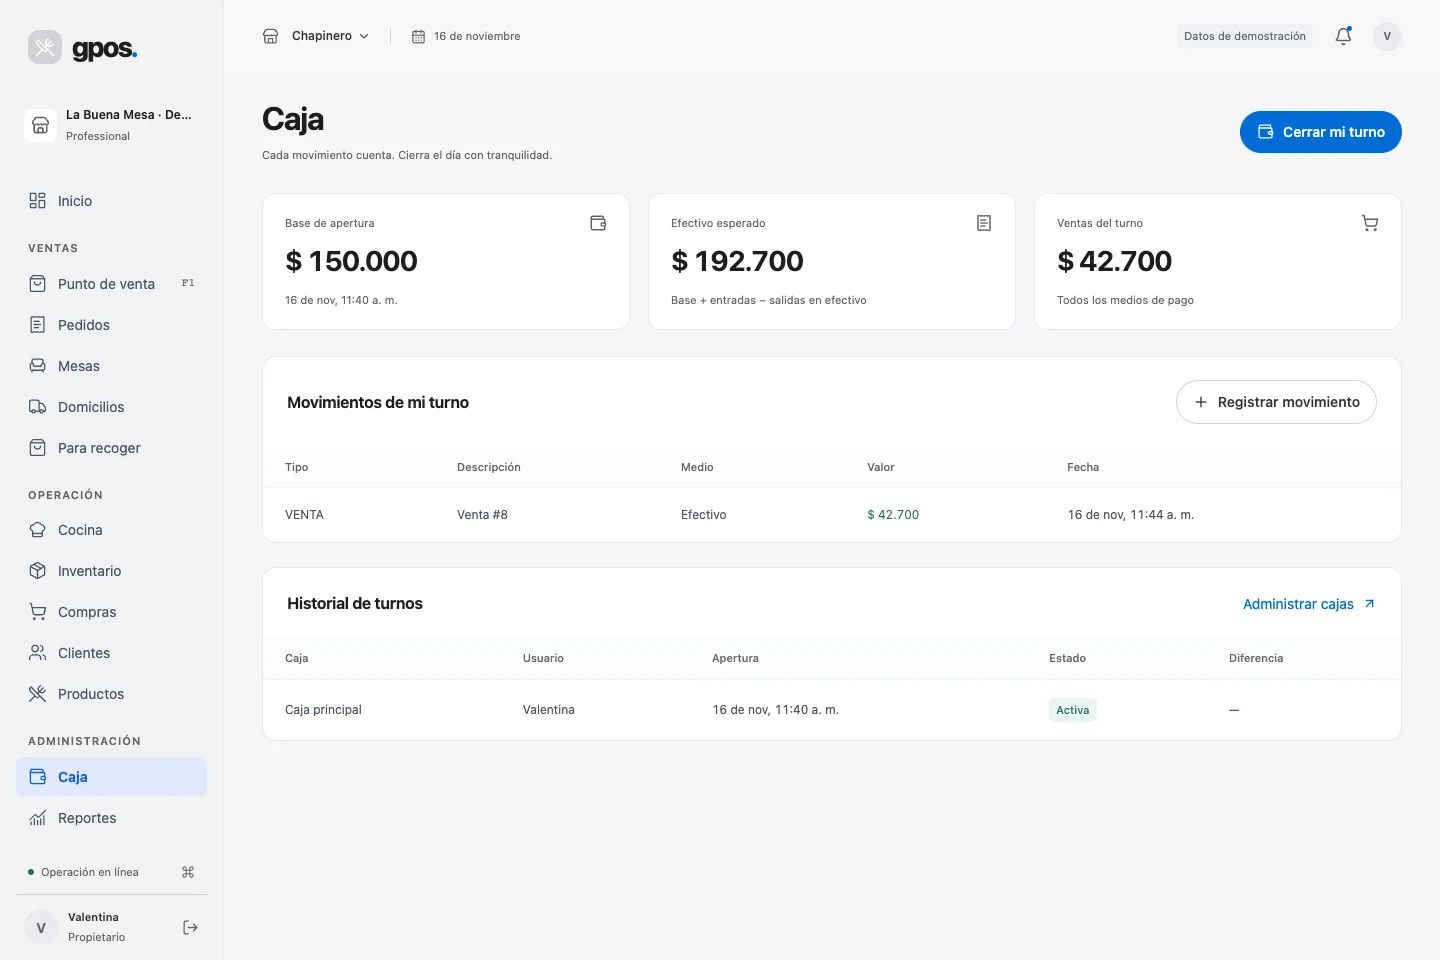 gpos.
Chapinero
16 de noviembre
Datos de demostración
V
La Buena Mesa · De...
Professional
Inicio
VENTAS
Punto de venta F1
Pedidos
Mesas
Domicilios
Para recoger
OPERACIÓN
Cocina
Inventario
Compras
Clientes
Productos
ADMINISTRACIÓN
Caja
Reportes
Operación en línea ⌘
V
Valentina
Propietario
Caja
Cada movimiento cuenta. Cierra el día con tranquilidad.
Cerrar mi turno
Base de apertura
$ 150.000
16 de nov, 11:40 a. m.
Efectivo esperado
$ 192.700
Base + entradas – salidas en efectivo
Ventas del turno
$ 42.700
Todos los medios de pago
Movimientos de mi turno
+ Registrar movimiento
Tipo Descripción Medio Valor Fecha
VENTA Venta #8 Efectivo $ 42.700 16 de nov, 11:44 a. m.
Historial de turnos
Administrar cajas
Caja Usuario Apertura Estado Diferencia
Caja principal Valentina 16 de nov, 11:40 a. m. Activa —